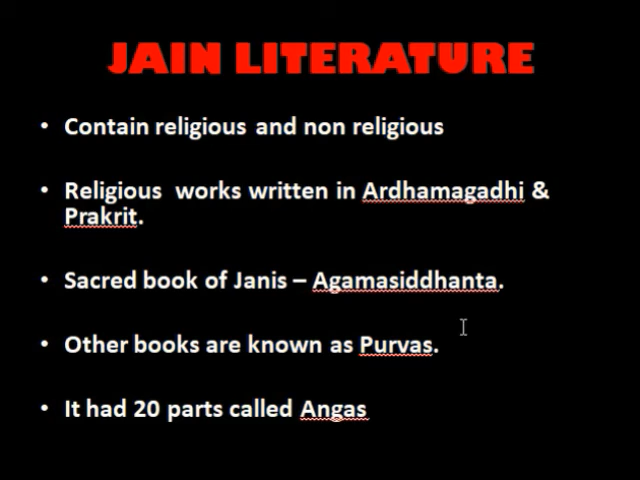 JAIN LITERATURE
• Contain religious and non religious
• Religious works written in Ardhamagadhi &
Prakrit.
• Sacred book of Janis – Agamasiddhanta.
• Other books are known as Purvas.
• It had 20 parts called Angas